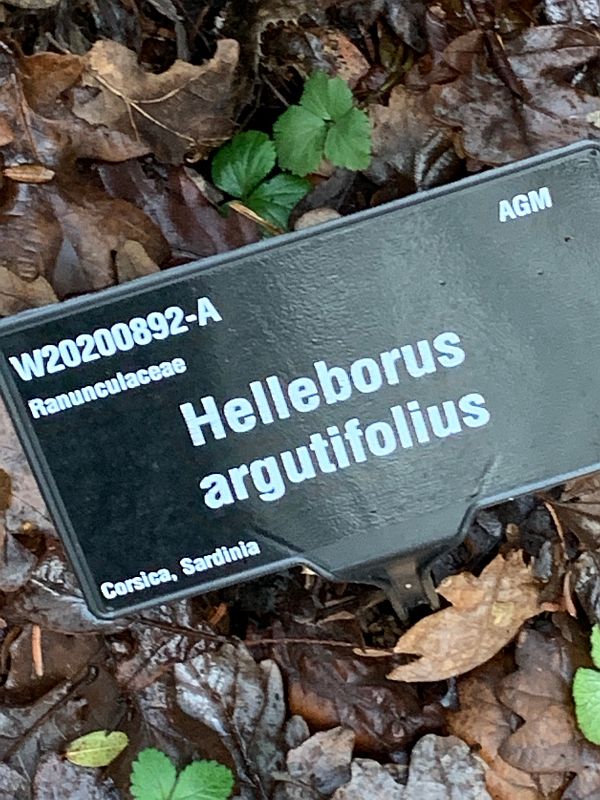 AGM
W20200892-A
Ranunculaceae
Helleborus
argutifolius
Corsica, Sardinia